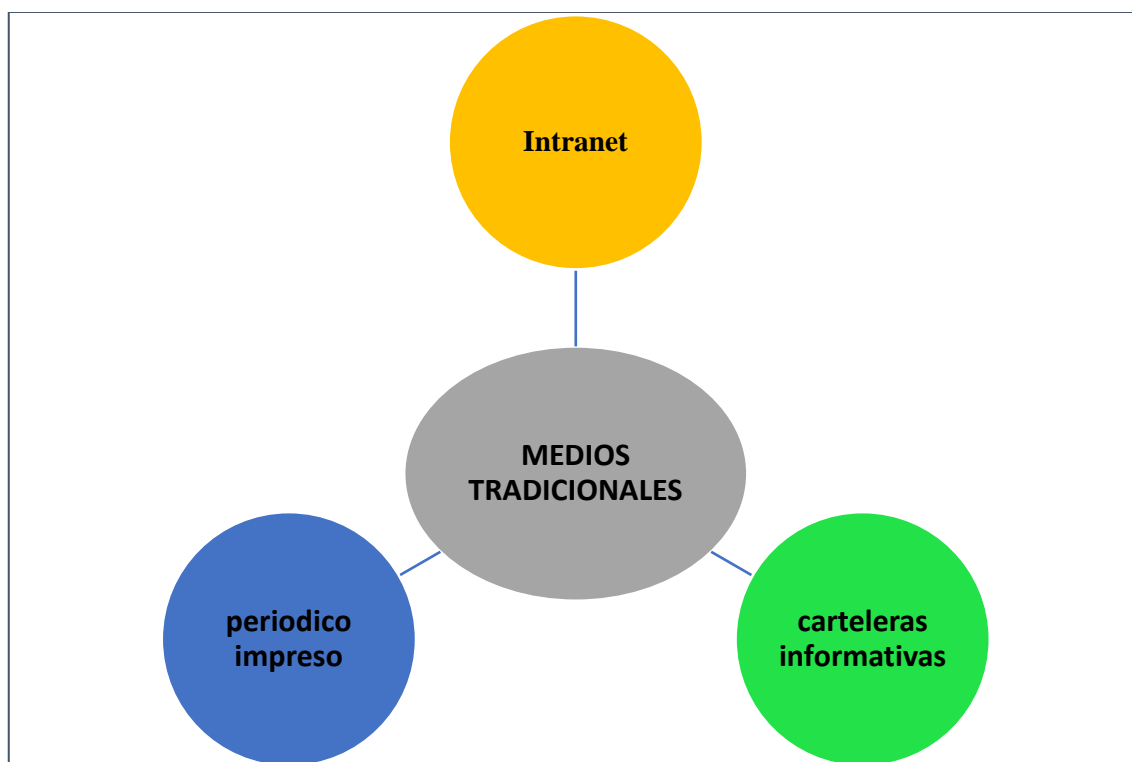 Intranet
MEDIOS
TRADICIONALES
periodico
impreso
carteleras
informativas